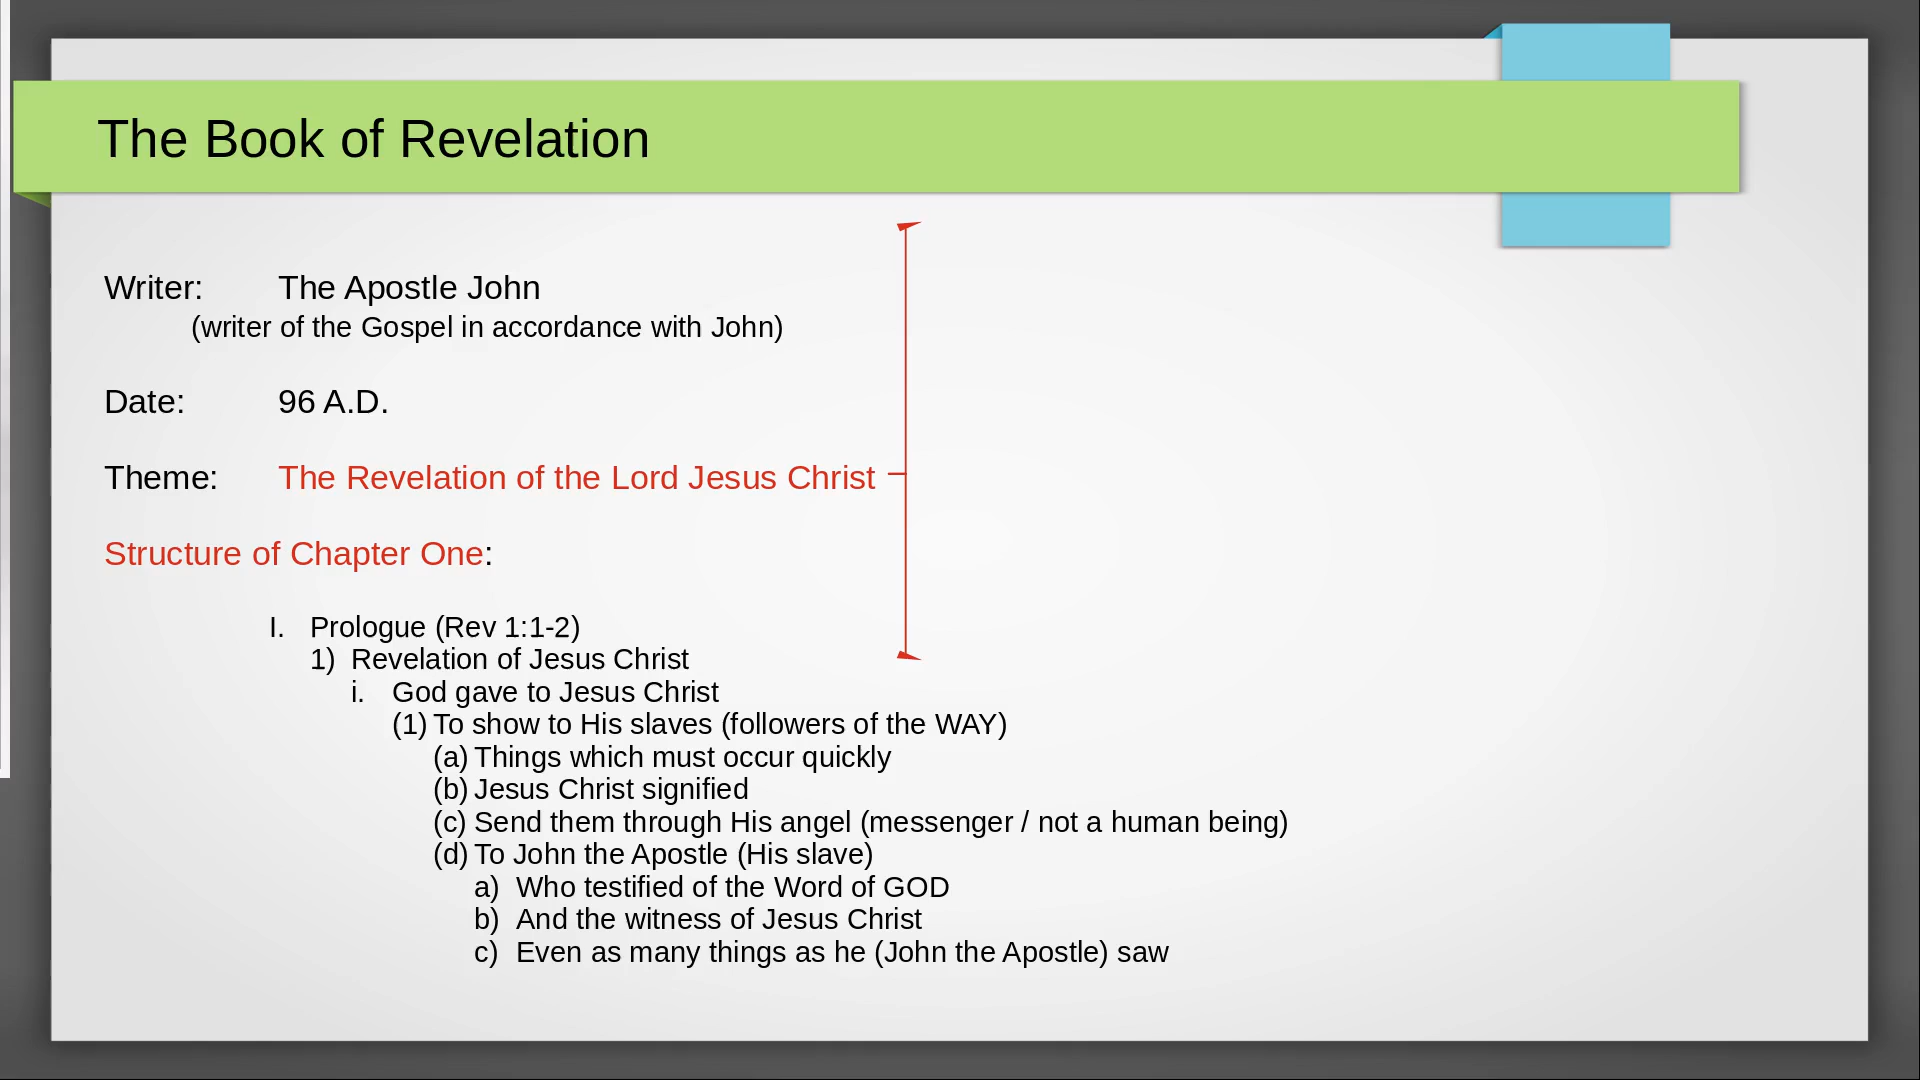 The Book of Revelation
Writer: The Apostle John
(writer of the Gospel in accordance with John)
Date: 96 A.D.
Theme: The Revelation of the Lord Jesus Christ
Structure of Chapter One:
I. Prologue (Rev 1:1-2)
1) Revelation of Jesus Christ
i. God gave to Jesus Christ
(1) To show to His slaves (followers of the WAY)
(a) Things which must occur quickly
(b) Jesus Christ signified
(c) Send them through His angel (messenger / not a human being)
(d) To John the Apostle (His slave)
a) Who testified of the Word of GOD
b) And the witness of Jesus Christ
c) Even as many things as he (John the Apostle) saw